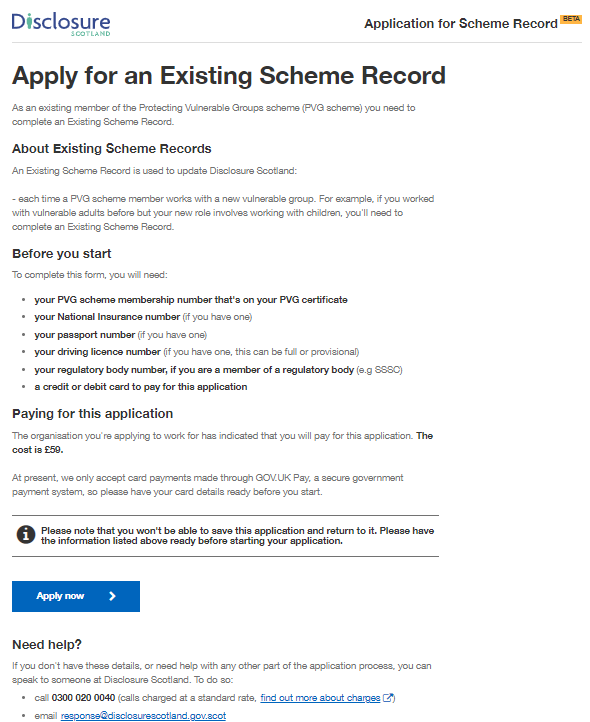 Disclosure
SCOTLAND
Application for Scheme Record BETA
Apply for an Existing Scheme Record
As an existing member of the Protecting Vulnerable Groups scheme (PVG scheme) you need to
complete an Existing Scheme Record.
About Existing Scheme Records
An Existing Scheme Record is used to update Disclosure Scotland:
- each time a PVG scheme member works with a new vulnerable group. For example, if you worked
with vulnerable adults before but your new role involves working with children, you'll need to
complete an Existing Scheme Record.
Before you start
To complete this form, you will need:
• your PVG scheme membership number that's on your PVG certificate
• your National Insurance number (if you have one)
• your passport number (if you have one)
• your driving licence number (if you have one, this can be full or provisional)
• your regulatory body number, if you are a member of a regulatory body (e.g SSSC)
• a credit or debit card to pay for this application
Paying for this application
The organisation you're applying to work for has indicated that you will pay for this application. The
cost is £59.
At present, we only accept card payments made through GOV.UK Pay, a secure government
payment system, so please have your card details ready before you start.
Please note that you won't be able to save this application and return to it. Please have
the information listed above ready before starting your application.
Apply now
Need help?
If you don't have these details, or need help with any other part of the application process, you can
speak to someone at Disclosure Scotland. To do so:
• call 0300 020 0040 (calls charged at a standard rate, find out more about charges)
• email response@disclosurescotland.gov.scot